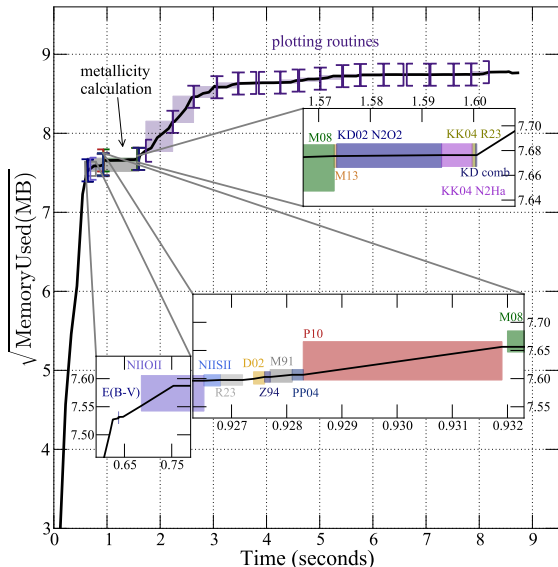 plotting routines
metallicity
calculation
√MemoryUsed(MB)
9
8
7
6
5
4
3
1.57 1.58 1.59 1.60
M08 KD02 N2O2 KK04 R23
M13 KD comb
KK04 N2Ha
7.70
7.68
7.66
7.64
P10 M08
D02 M91
NIISII
R23 Z94 PP04
7.70
7.65
7.60
7.55
0.927 0.928 0.929 0.930 0.931 0.932
NIIOII
E(B-V)
7.60
7.55
7.50
0.65 0.75
0 1 2 3 4 5 6 7 8 9
Time (seconds)